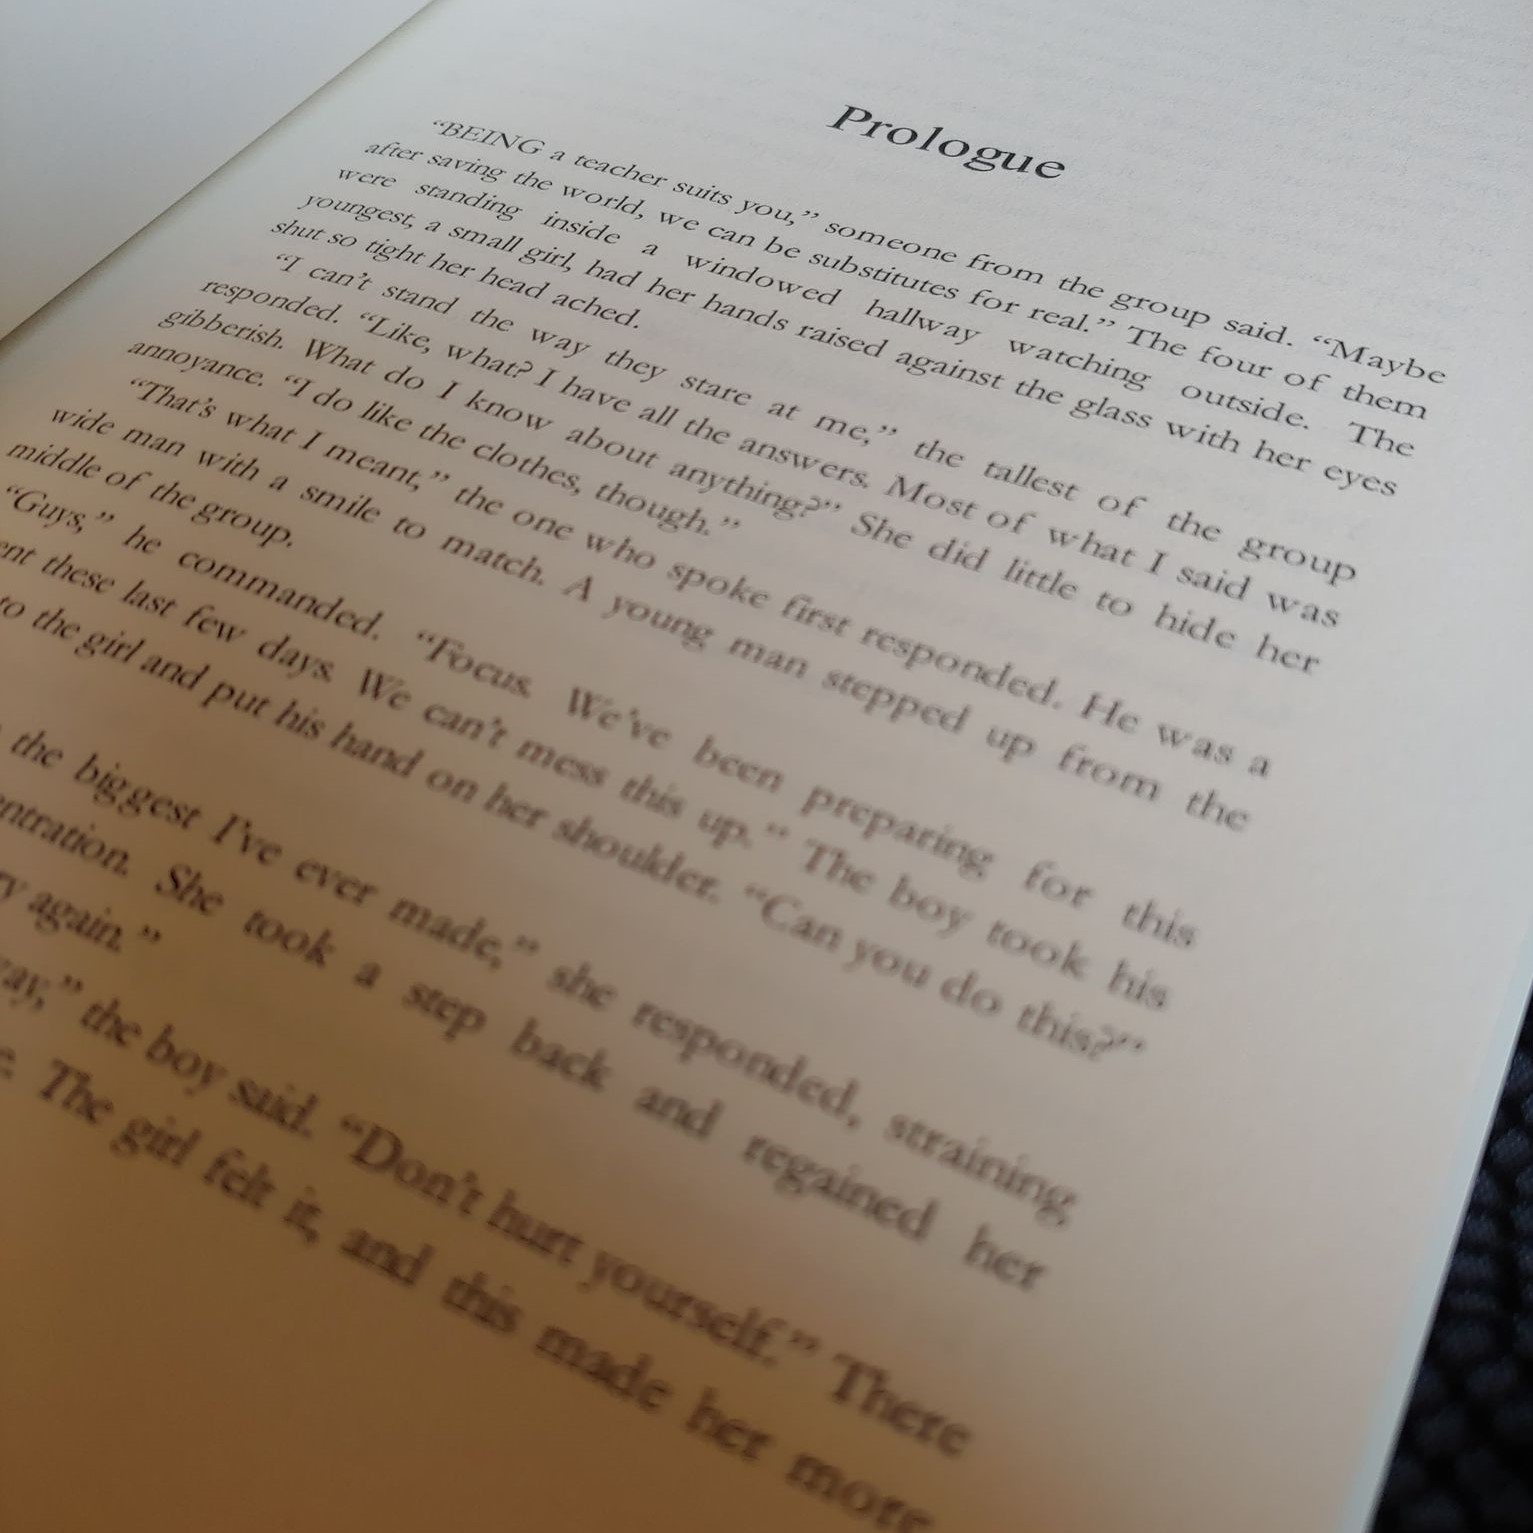 Prologue
“BEING a teacher suits you,” someone from the group said. “Maybe
after saving the world, we can be substitutes for real.” The four of them
were standing inside a windowed hallway watching outside. The
youngest, a small girl, had her hands raised against the glass with her eyes
shut so tight her head ached.
“I can’t stand the way they stare at me,” the tallest of the group
responded. “Like, what? I have all the answers. Most of what I said was
gibberish. What do I know about anything?” She did little to hide her
annoyance. “I do like the clothes, though.”
“That’s what I meant,” the one who spoke first responded. He was a
wide man with a smile to match. A young man stepped up from the
middle of the group.
“Guys,” he commanded. “Focus. We’ve been preparing for this
these last few days. We can’t mess this up.” The boy took his
to the girl and put his hand on her shoulder. “Can you do this?”
the biggest I’ve ever made,” she responded, straining
She took a step back and regained her
again.”
the boy said. “Don’t hurt yourself.” There
The girl felt it, and this made her more